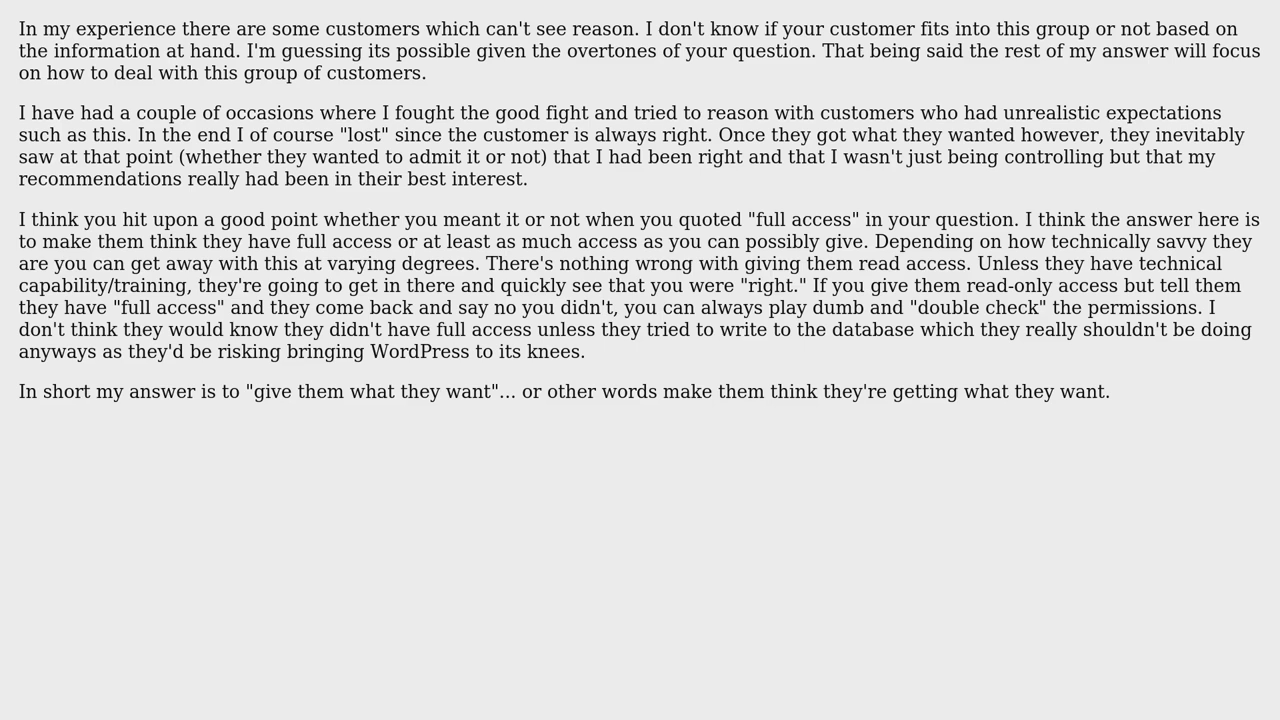 In my experience there are some customers which can't see reason. I don't know if your customer fits into this group or not based on
the information at hand. I'm guessing its possible given the overtones of your question. That being said the rest of my answer will focus
on how to deal with this group of customers.
I have had a couple of occasions where I fought the good fight and tried to reason with customers who had unrealistic expectations
such as this. In the end I of course "lost" since the customer is always right. Once they got what they wanted however, they inevitably
saw at that point (whether they wanted to admit it or not) that I had been right and that I wasn't just being controlling but that my
recommendations really had been in their best interest.
I think you hit upon a good point whether you meant it or not when you quoted "full access" in your question. I think the answer here is
to make them think they have full access or at least as much access as you can possibly give. Depending on how technically savvy they
are you can get away with this at varying degrees. There's nothing wrong with giving them read access. Unless they have technical
capability/training, they're going to get in there and quickly see that you were "right." If you give them read-only access but tell them
they have "full access" and they come back and say no you didn't, you can always play dumb and "double check" the permissions. I
don't think they would know they didn't have full access unless they tried to write to the database which they really shouldn't be doing
anyways as they'd be risking bringing WordPress to its knees.
In short my answer is to "give them what they want"... or other words make them think they're getting what they want.